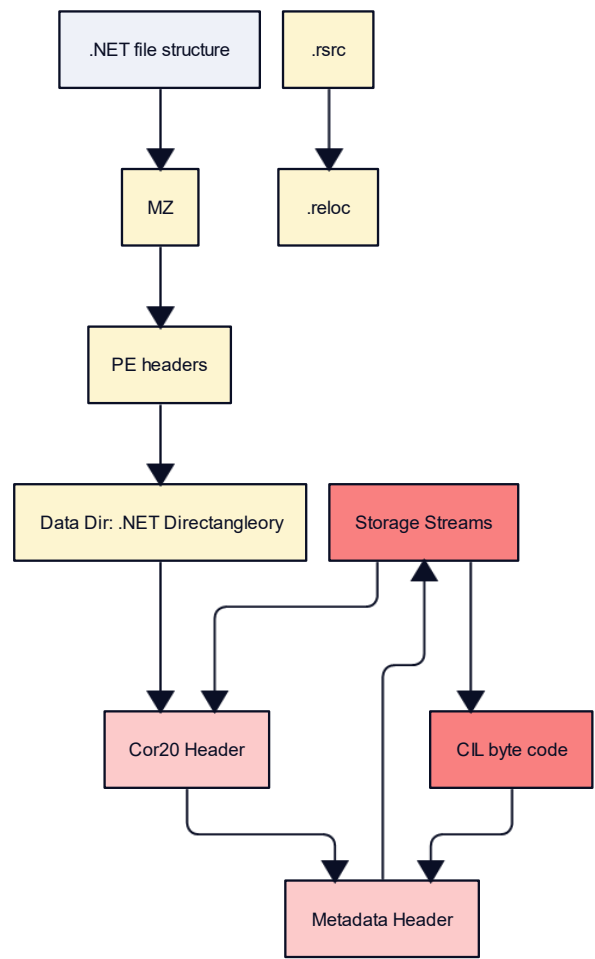 .NET file structure
.rsrc
MZ
.reloc
PE headers
Data Dir: .NET Directangleory
Storage Streams
Cor20 Header
CIL byte code
Metadata Header